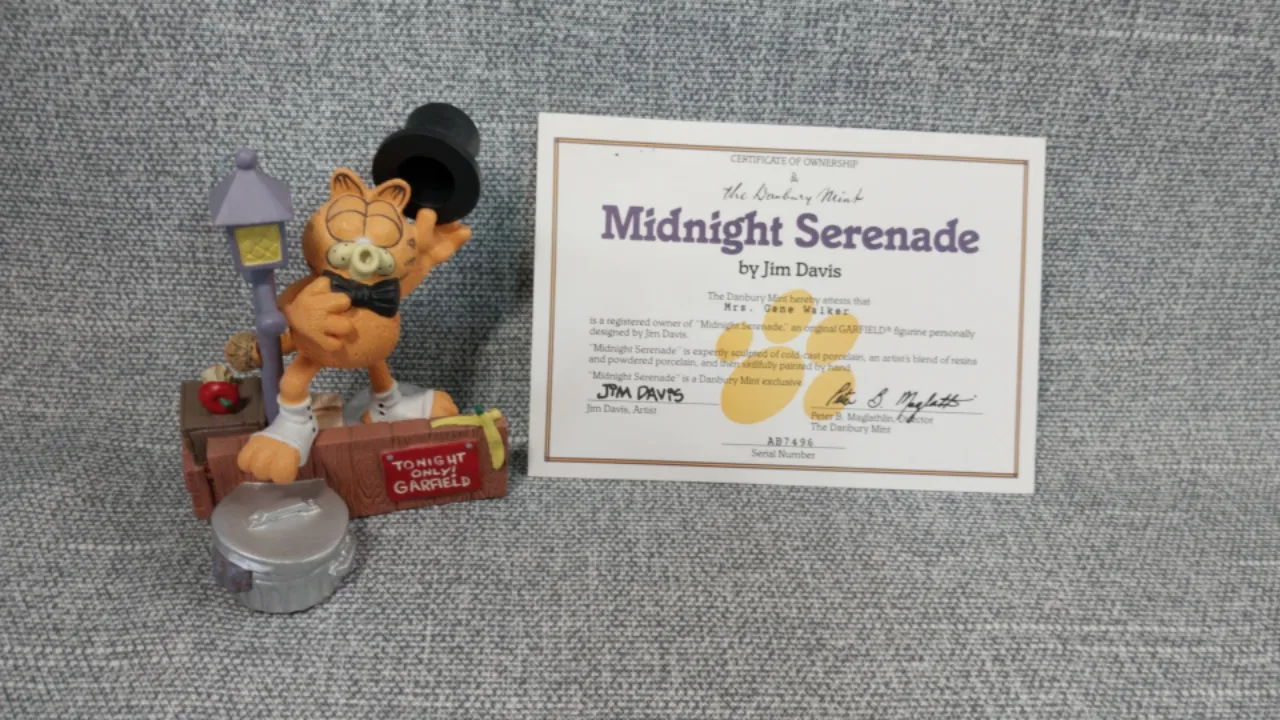 TONIGHT
ONLY!
GARFIELD
CERTIFICATE OF OWNERSHIP
&
the Danbury Mint
Midnight Serenade
by Jim Davis
The Danbury Mint hereby attests that
Mrs. Gene Walker
is a registered owner of "Midnight Serenade," an original GARFIELD® figurine personally
designed by Jim Davis.
"Midnight Serenade" is expertly sculpted of cold-cast porcelain, an artist's blend of resins
and powdered porcelain, and then skillfully painted by hand.
"Midnight Serenade" is a Danbury Mint exclusive
JIM DAVIS
Jim Davis, Artist
Peter B. Maglathlin
Peter B. Maglathlin, Director
The Danbury Mint
AB7496
Serial Number